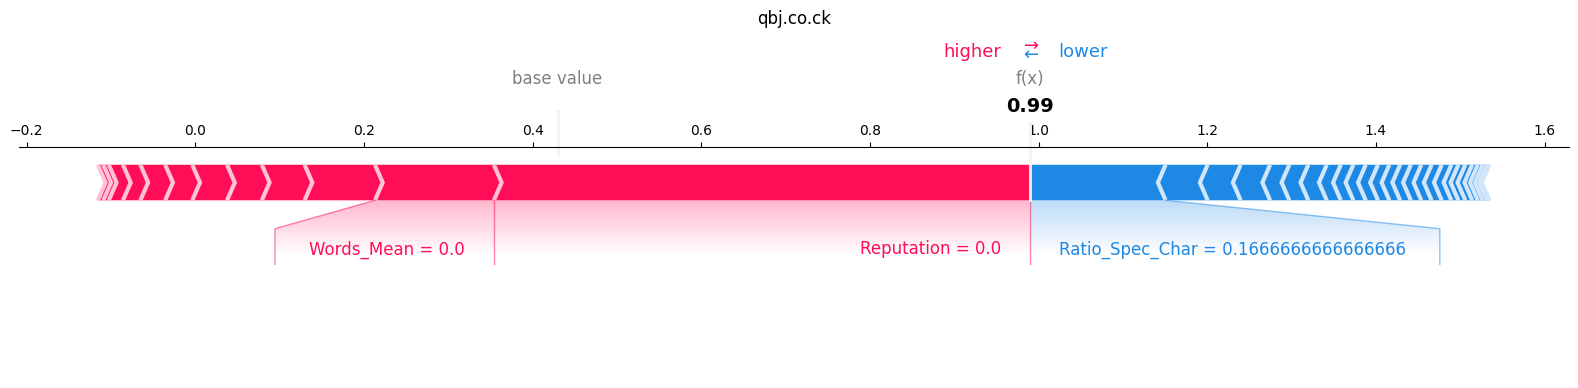 qbj.co.ck
higher ⇄ lower
base value f(x)
0.99
−0.2 0.0 0.2 0.4 0.6 0.8 1.0 1.2 1.4 1.6
Words_Mean = 0.0 Reputation = 0.0 Ratio_Spec_Char = 0.1666666666666666